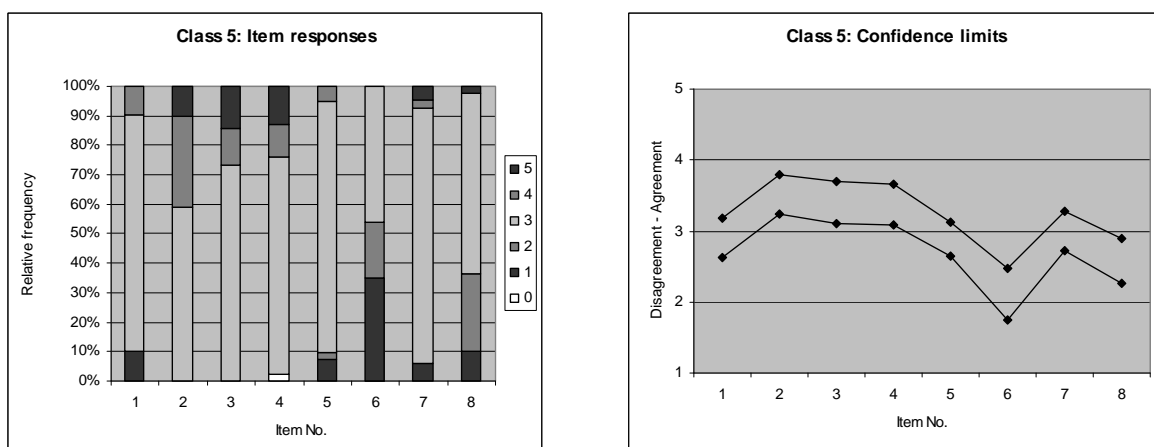 Class 5: Item responses
Relative frequency
100%
90%
80%
70%
60%
50%
40%
30%
20%
10%
0%
1 2 3 4 5 6 7 8
Item No.
5
4
3
2
1
0
Class 5: Confidence limits
Disagreement - Agreement
5
4
3
2
1
1 2 3 4 5 6 7 8
Item No.